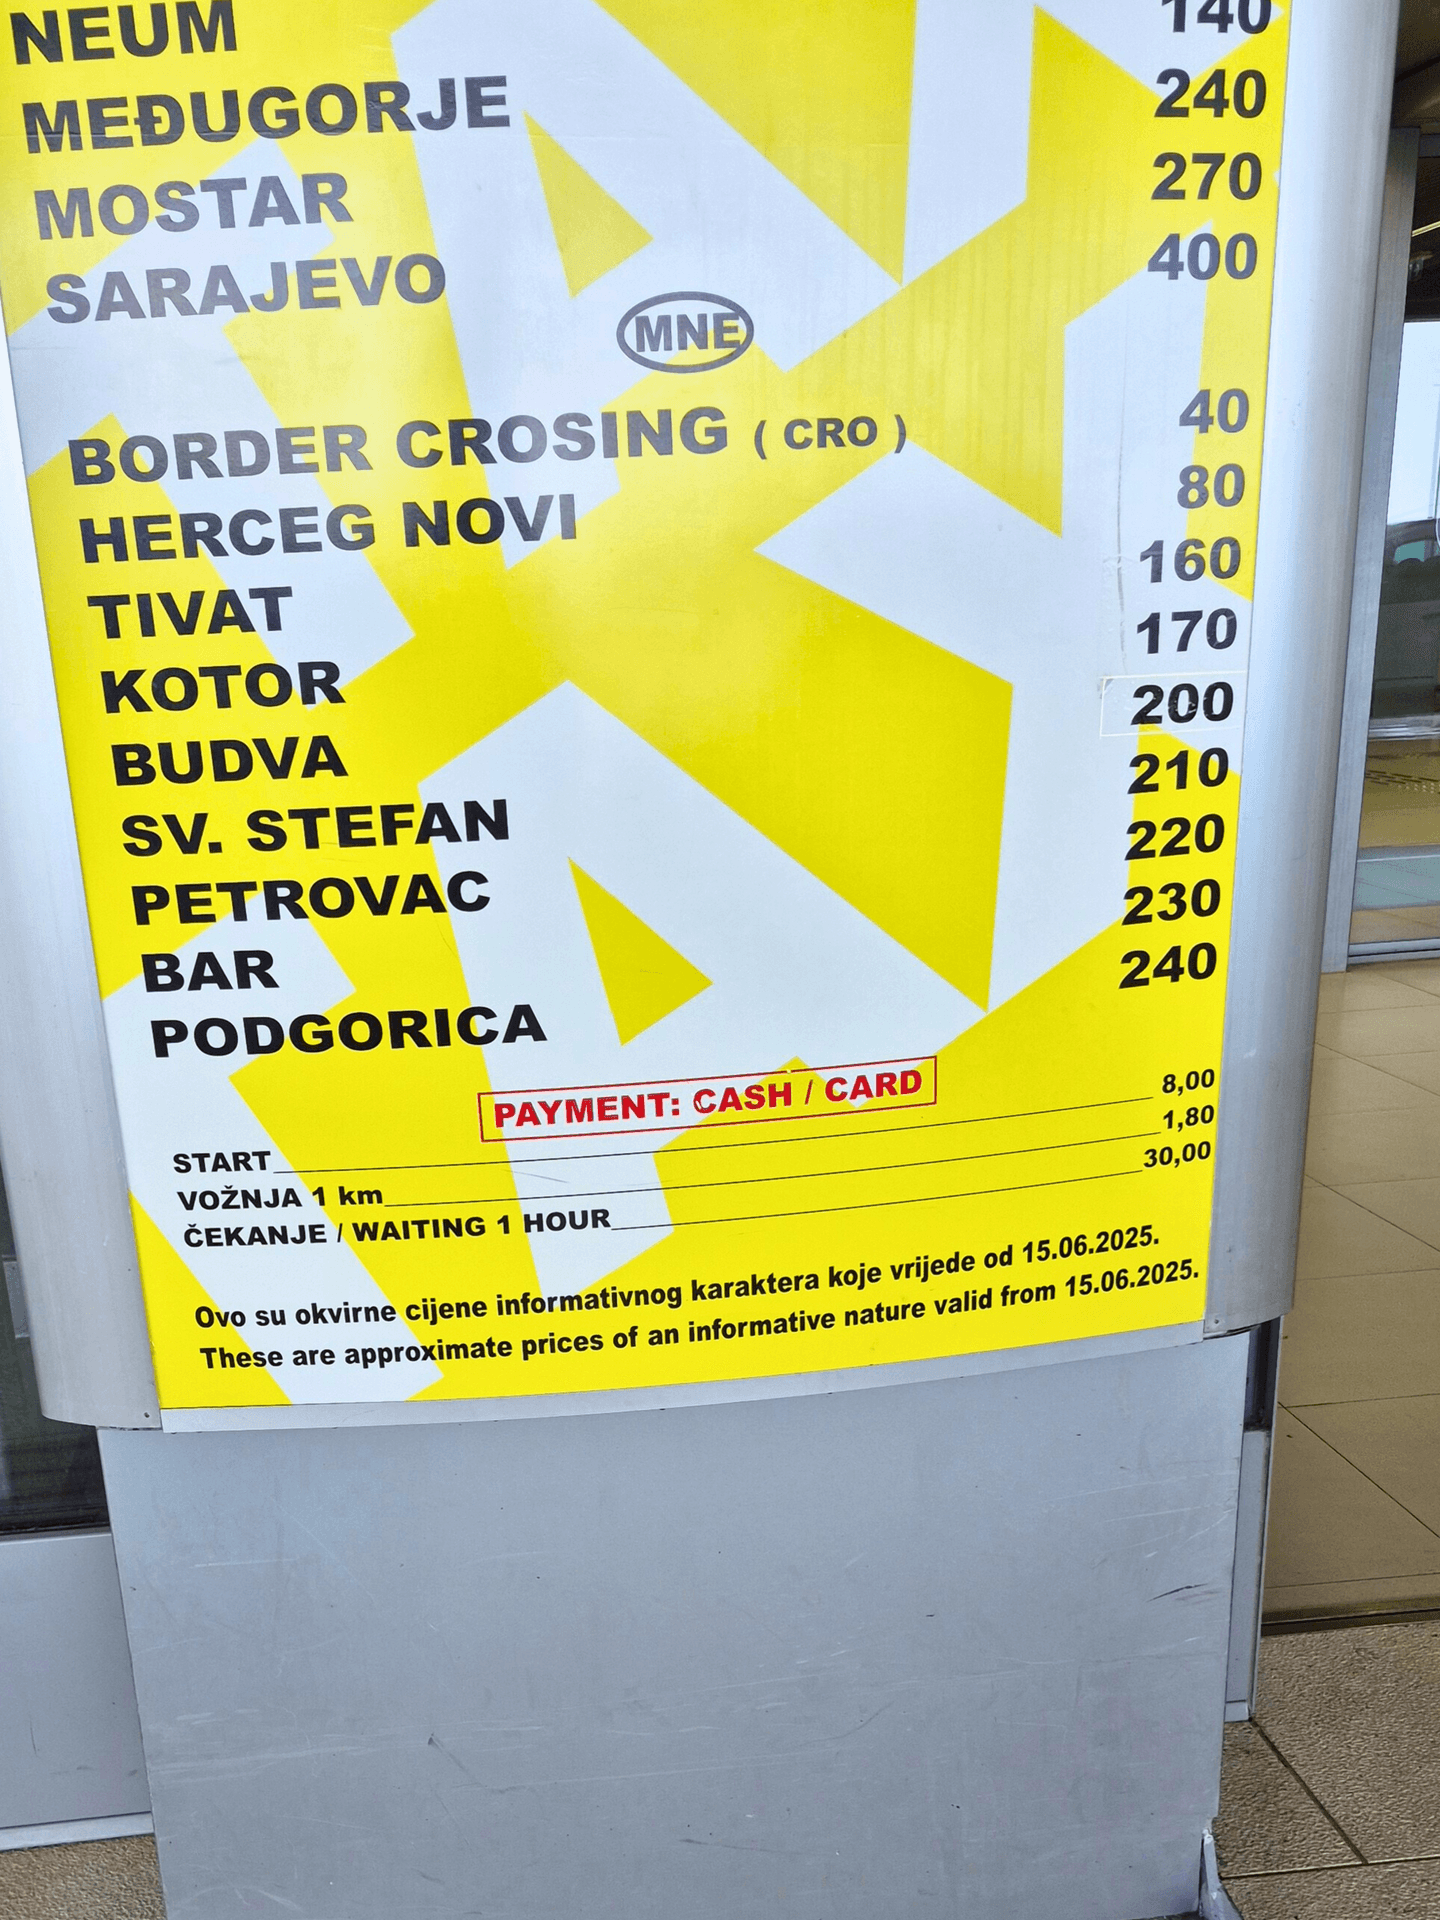 NEUM 140
MEĐUGORJE 240
MOSTAR 270
SARAJEVO 400
MNE
BORDER CROSING ( CRO ) 40
HERCEG NOVI 80
TIVAT 160
KOTOR 170
BUDVA 200
SV. STEFAN 210
PETROVAC 220
BAR 230
PODGORICA 240
PAYMENT: CASH / CARD
START 8,00
VOŽNJA 1 km 1,80
ČEKANJE / WAITING 1 HOUR 30,00
Ovo su okvirne cijene informativnog karaktera koje vrijede od 15.06.2025.
These are approximate prices of an informative nature valid from 15.06.2025.